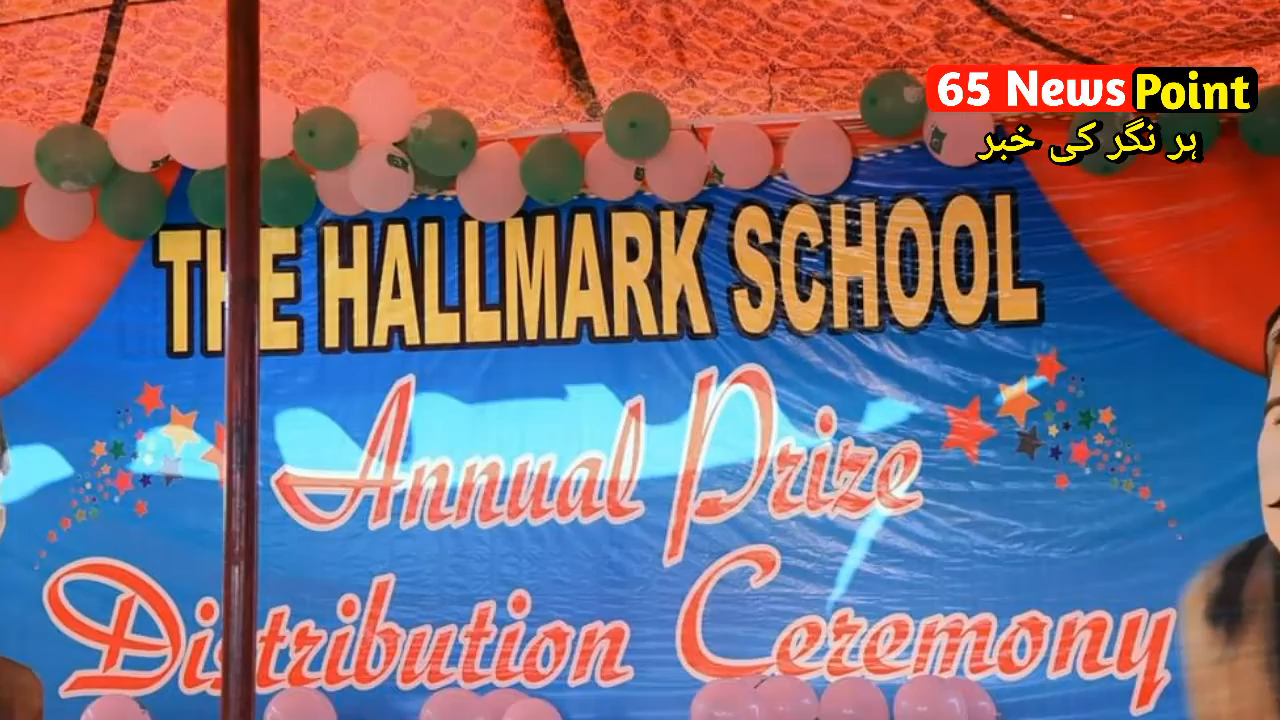 65 News Point
ہر نگر کی خبر
THE HALLMARK SCHOOL
Annual Prize
Distribution Ceremony